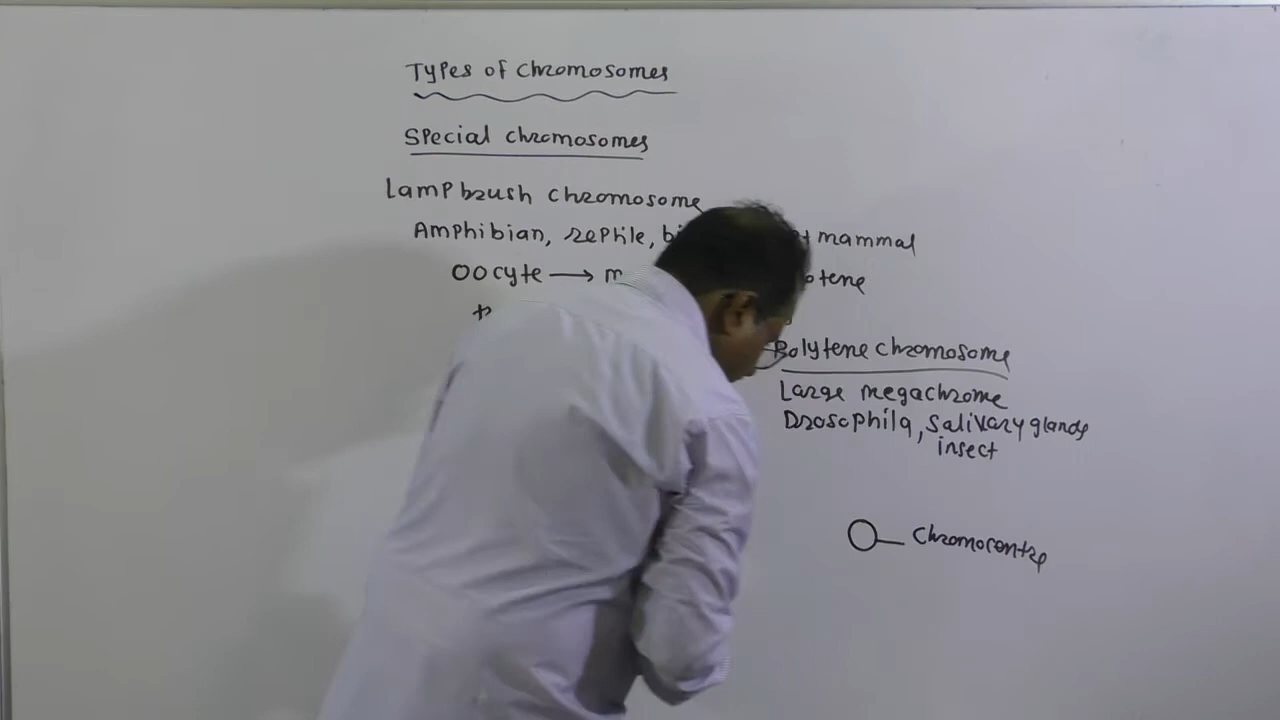 Types of chromosomes
Special chromosomes
Lampbrush chromosome
Amphibian, reptile, mammal
Oocyte →
Polytene chromosome
Large megachrome
Drosophila, Salivary glands
insect
Chromocentre